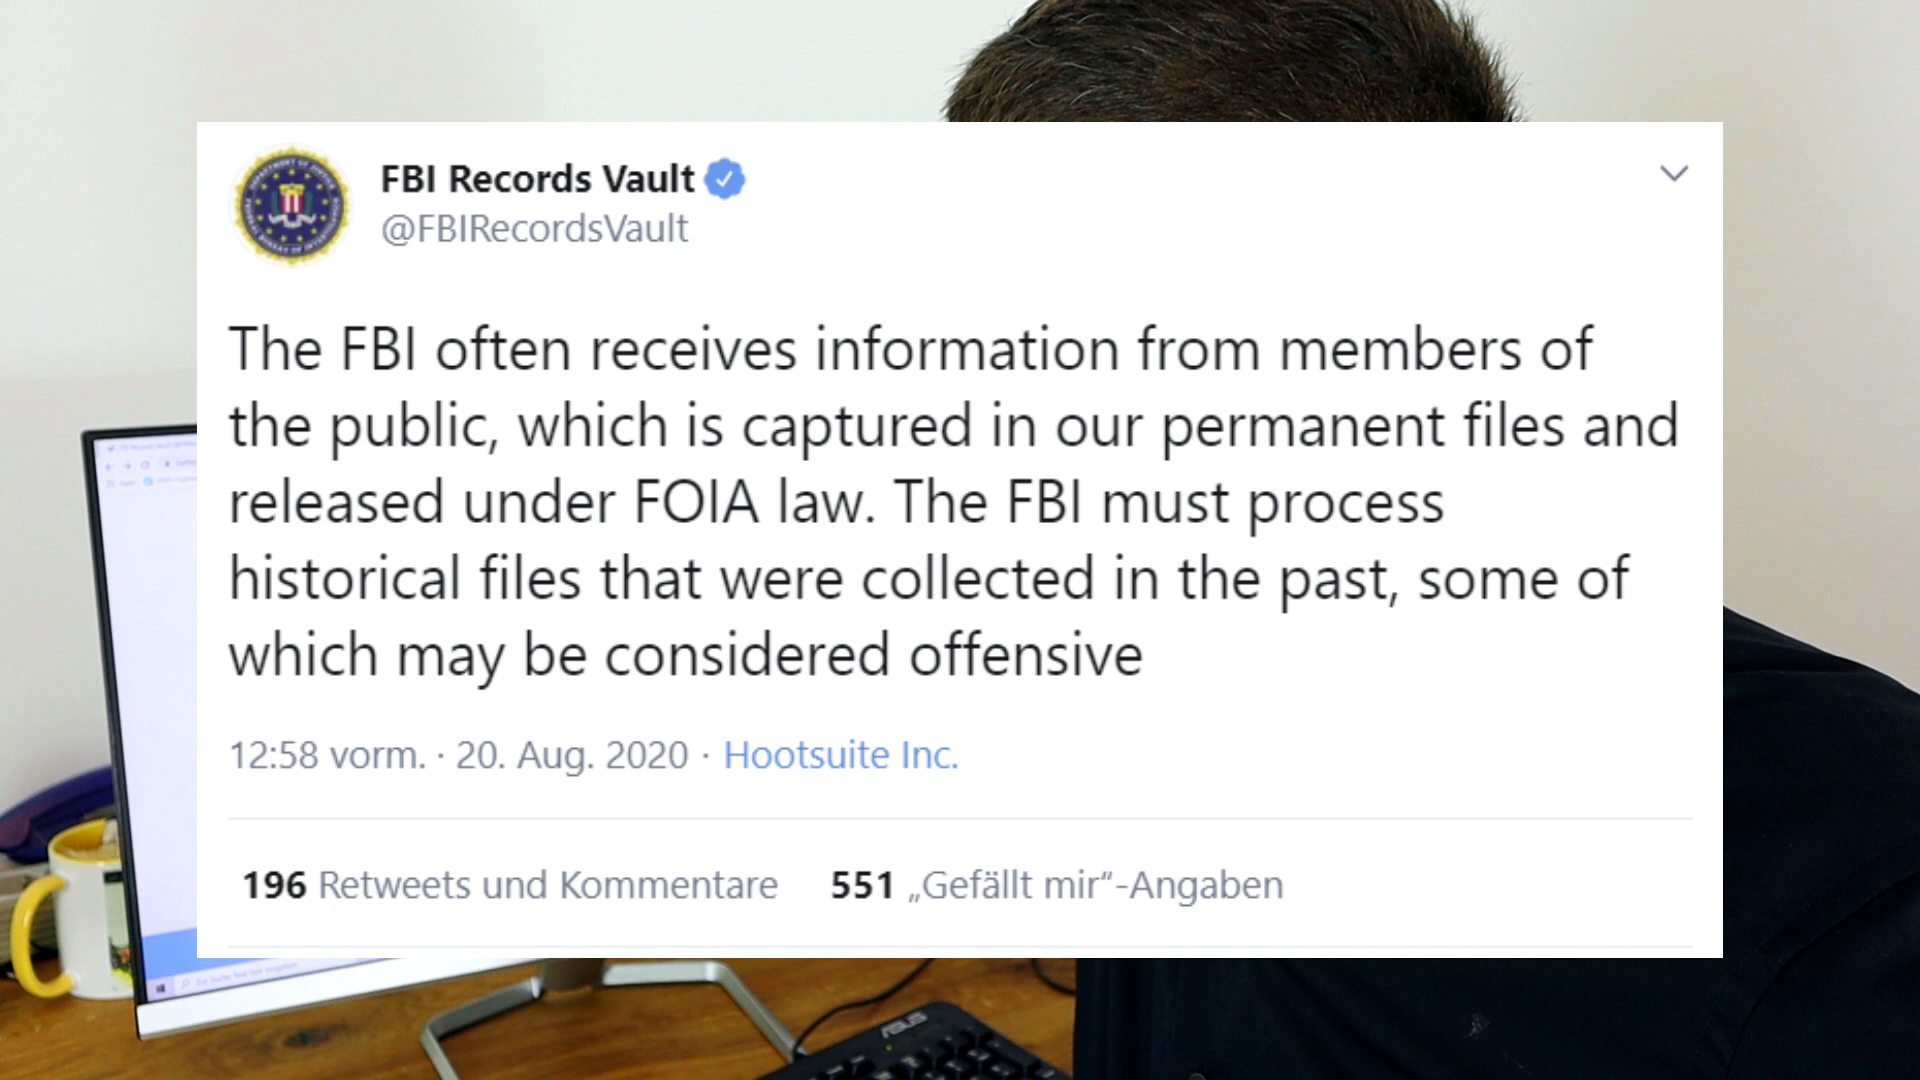 FBI Records Vault
@FBIRecordsVault
The FBI often receives information from members of
the public, which is captured in our permanent files and
released under FOIA law. The FBI must process
historical files that were collected in the past, some of
which may be considered offensive
12:58 vorm. · 20. Aug. 2020 · Hootsuite Inc.
196 Retweets und Kommentare 551 „Gefällt mir“-Angaben
ASUS